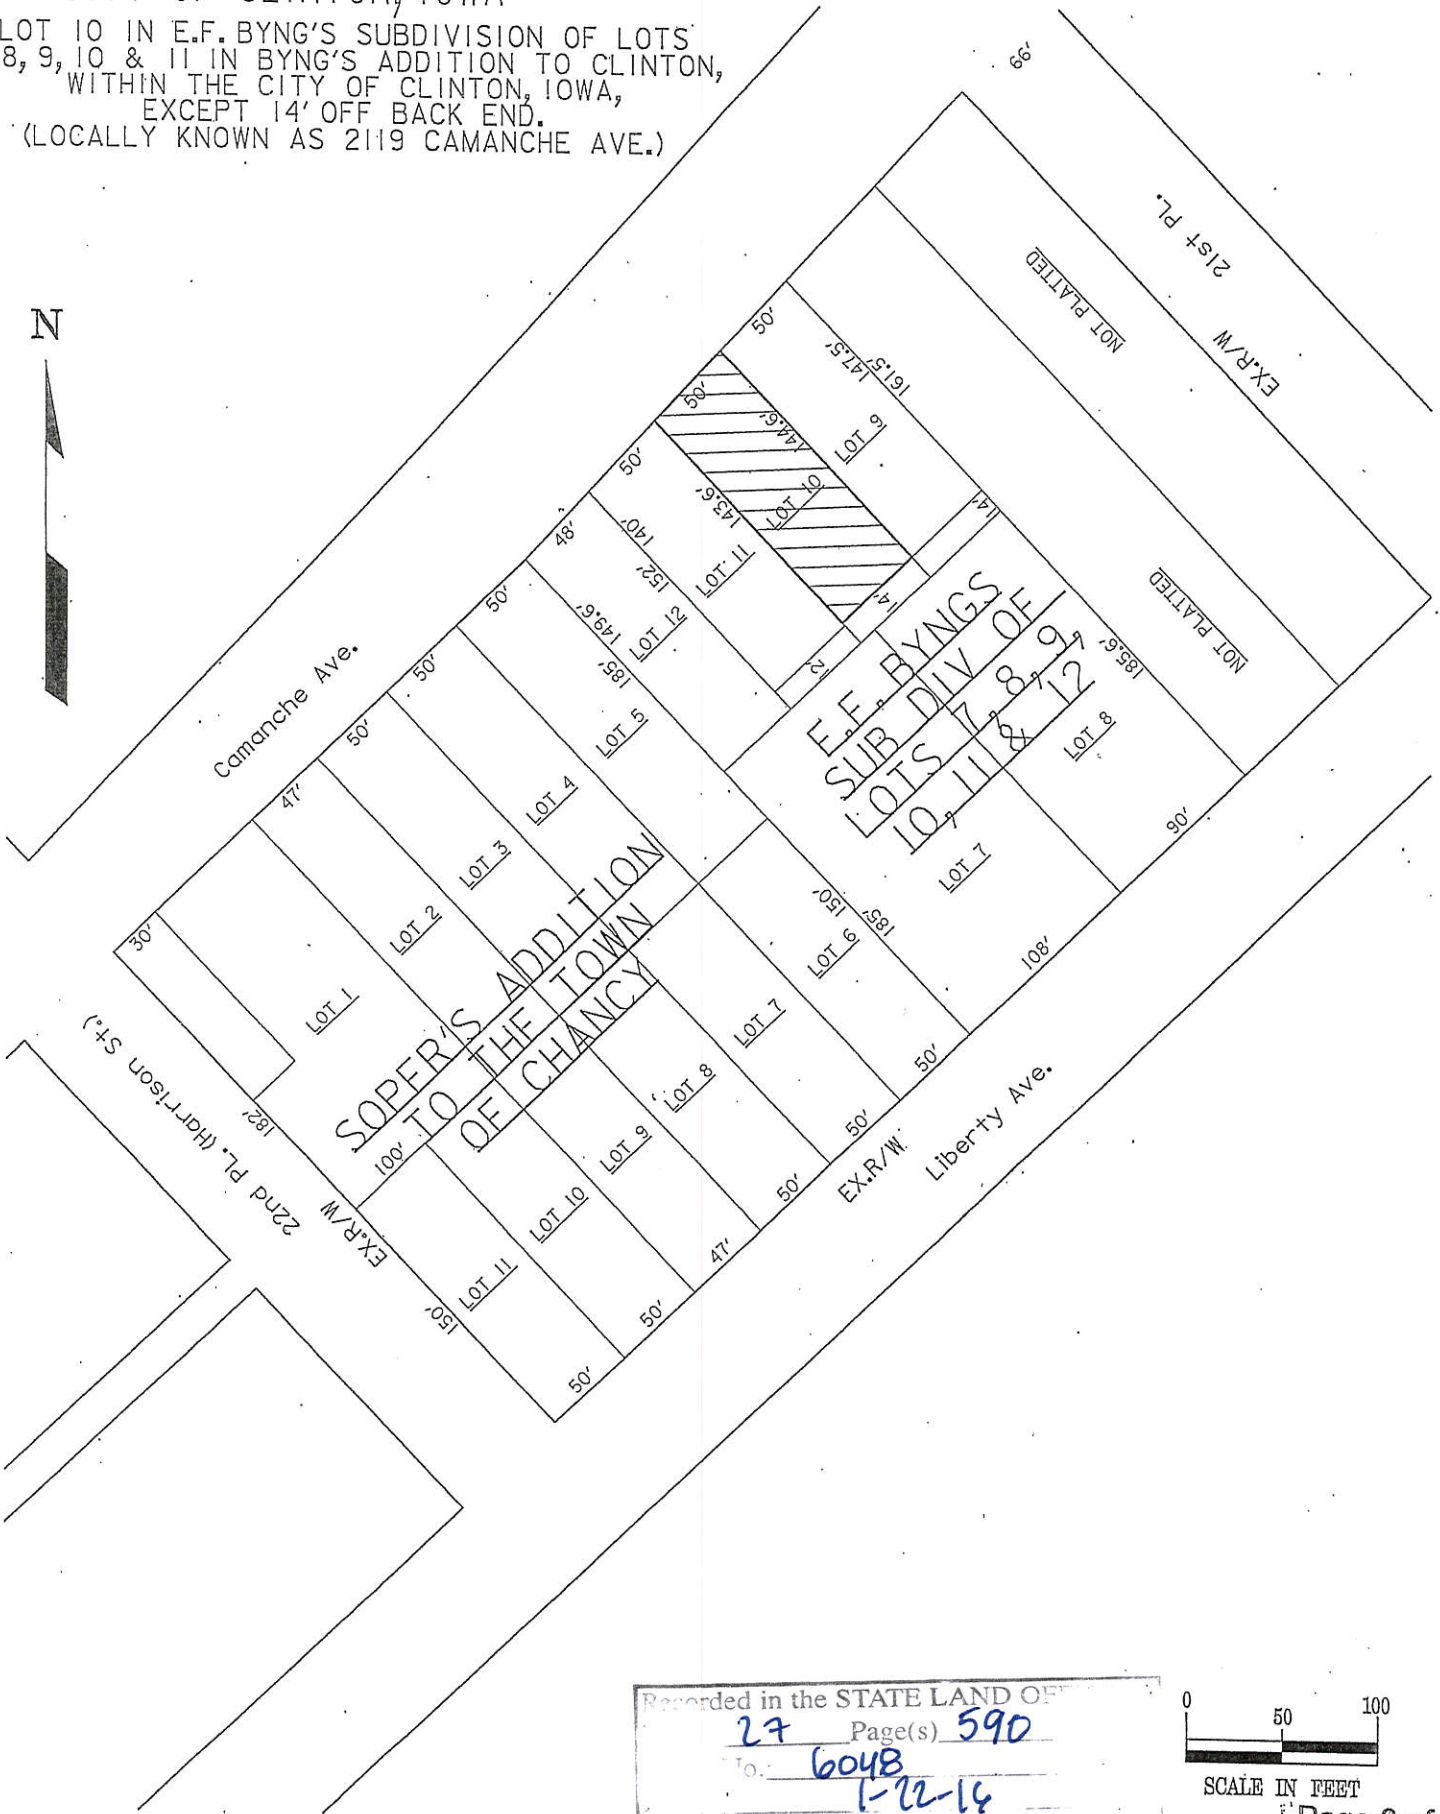 LOT 10 IN E.F. BYNG'S SUBDIVISION OF LOTS
8, 9, 10 & 11 IN BYNG'S ADDITION TO CLINTON,
WITHIN THE CITY OF CLINTON, IOWA,
EXCEPT 14' OFF BACK END.
(LOCALLY KNOWN AS 2119 CAMANCHE AVE.)
66'
21st PL.
EX.R/W
NOT PLATTED
NOT PLATTED
N
Camanche Ave.
50'
50'
50'
48'
50'
50'
50'
47'
30'
147.5'
161.5'
144.6'
143.6'
140'
152'
149.6'
185'
LOT 9
LOT 10
LOT 11
LOT 12
14'
14'
12'
E.F. BYNGS
SUB DIV OF
LOTS 7, 8, 9,
10, 11 & 12
185.6'
LOT 8
LOT 7
90'
108'
LOT 5
LOT 4
LOT 3
LOT 2
LOT 1
SOPER'S ADDITION
TO THE TOWN
OF CHANCY
150'
185'
LOT 6
LOT 7
LOT 8
LOT 9
LOT 10
LOT 11
182'
100'
150'
22nd PL. (Harrison St.)
EX.R/W
50'
50'
50'
47'
50'
50'
EX.R/W
Liberty Ave.
Recorded in the STATE LAND
27 Page(s) 590
6048
1-22-16
0 50 100
SCALE IN FEET
Page